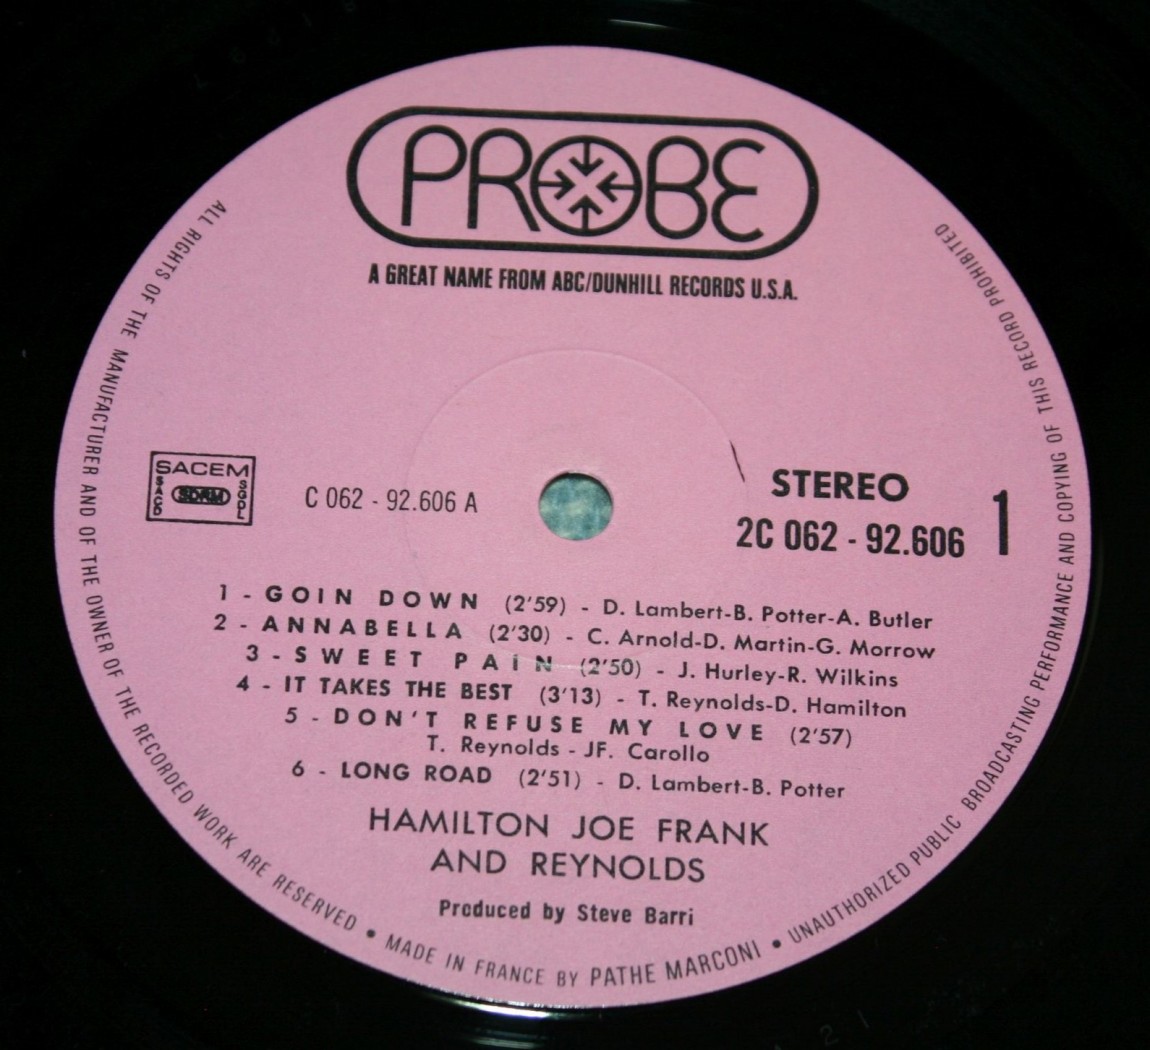 PROBE
A GREAT NAME FROM ABC/DUNHILL RECORDS U.S.A.
SACEM
SACD
SDRM
SGDL
C 062 - 92.606 A
STEREO
2C 062 - 92.606
1
1 - GOIN DOWN (2'59) - D. Lambert-B. Potter-A. Butler
2 - ANNABELLA (2'30) - C. Arnold-D. Martin-G. Morrow
3 - SWEET PAIN (2'50) - J. Hurley-R. Wilkins
4 - IT TAKES THE BEST (3'13) - T. Reynolds-D. Hamilton
5 - DON'T REFUSE MY LOVE (2'57)
T. Reynolds - JF. Carollo
6 - LONG ROAD (2'51) - D. Lambert-B. Potter
HAMILTON JOE FRANK
AND REYNOLDS
Produced by Steve Barri
ALL RIGHTS OF THE MANUFACTURER AND OF THE OWNER OF THE RECORDED WORK ARE RESERVED • MADE IN FRANCE BY PATHE MARCONI • UNAUTHORIZED PUBLIC BROADCASTING PERFORMANCE AND COPYING OF THIS RECORD PROHIBITED